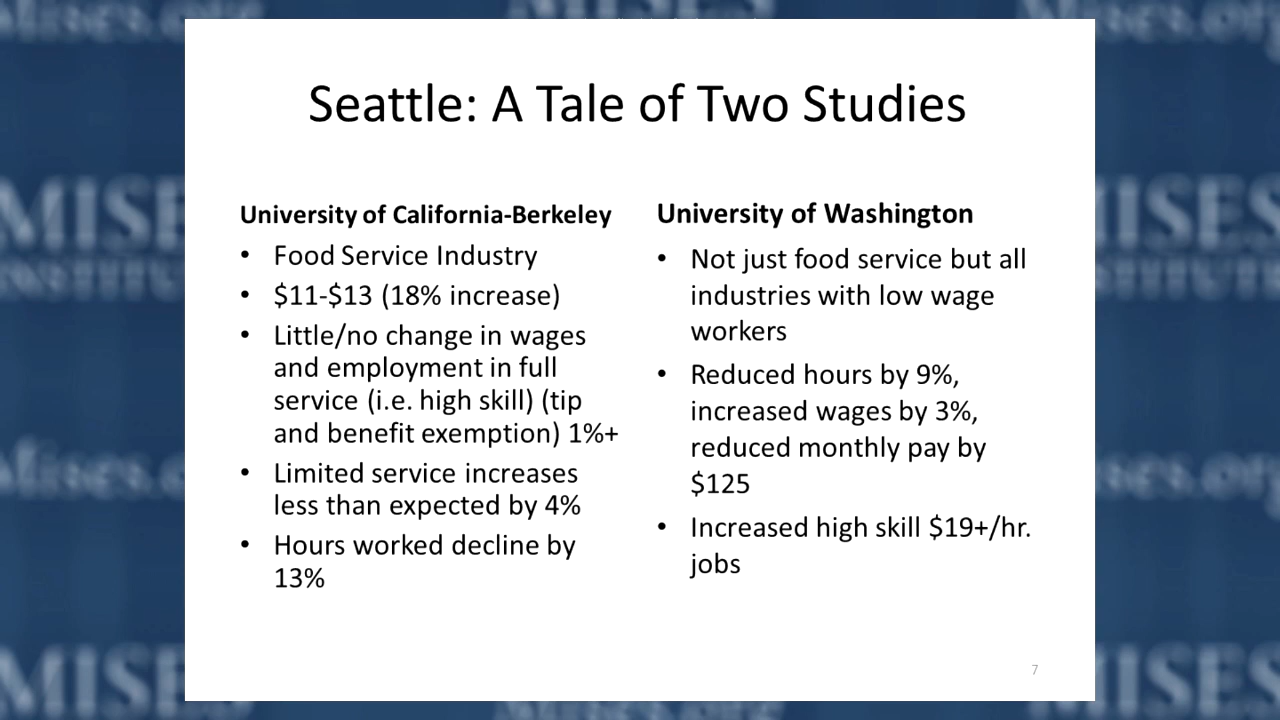 Seattle: A Tale of Two Studies
University of California-Berkeley
• Food Service Industry
• $11-$13 (18% increase)
• Little/no change in wages
and employment in full
service (i.e. high skill) (tip
and benefit exemption) 1%+
• Limited service increases
less than expected by 4%
• Hours worked decline by
13%
University of Washington
• Not just food service but all
industries with low wage
workers
• Reduced hours by 9%,
increased wages by 3%,
reduced monthly pay by
$125
• Increased high skill $19+/hr.
jobs
7